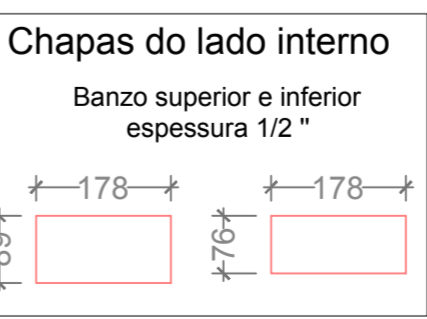 Chapas do lado interno
Banzo superior e inferior
espessura 1/2 "
178
178
76